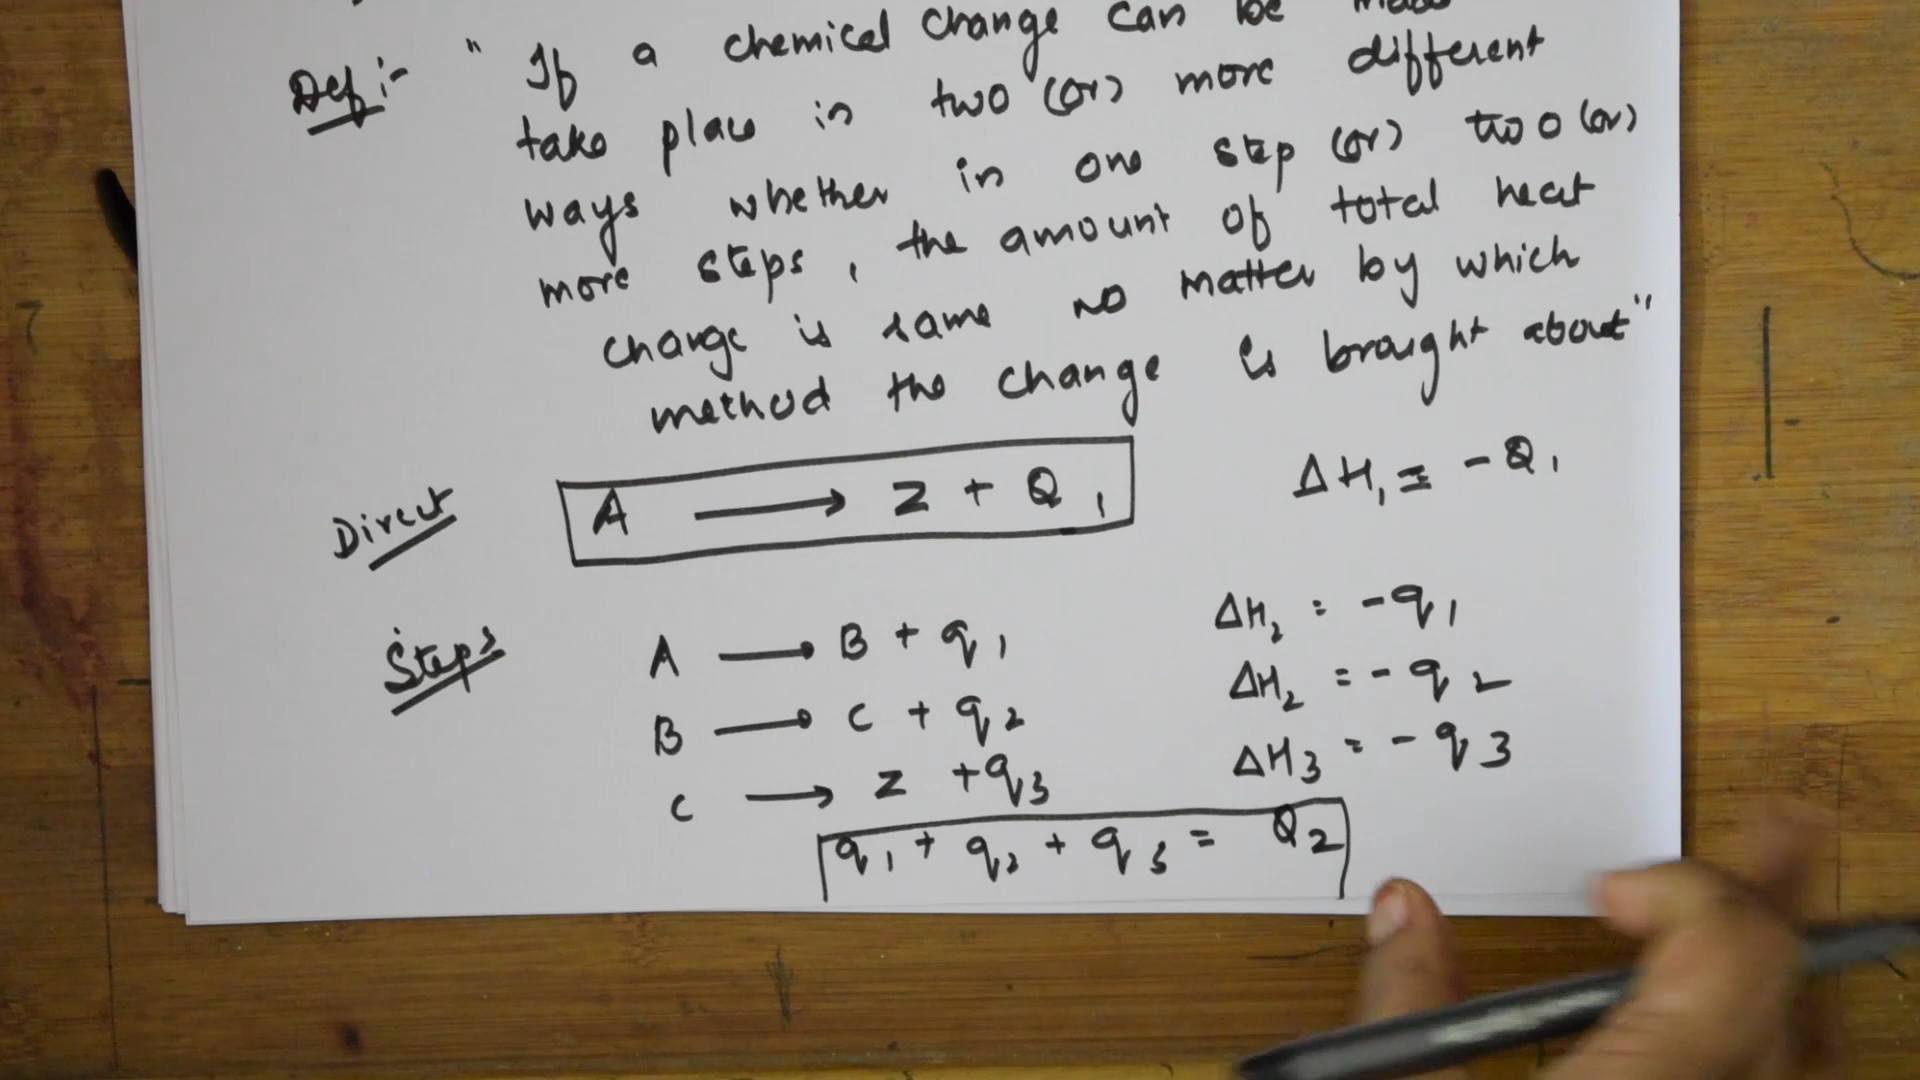 Def:- " If a chemical change can be made
take place in two (or) more different
ways whether in one step (or) two (or)
more steps, the amount of total heat
change is same no matter by which
method the change is brought about"
Direct A ⟶ Z + Q₁ ΔH₁ = -Q₁
Steps A ⟶ B + q₁ ΔH₂ = -q₁
B ⟶ C + q₂ ΔH₂ = -q₂
C ⟶ Z + q₃ ΔH₃ = -q₃
q₁ + q₂ + q₃ = Q₂